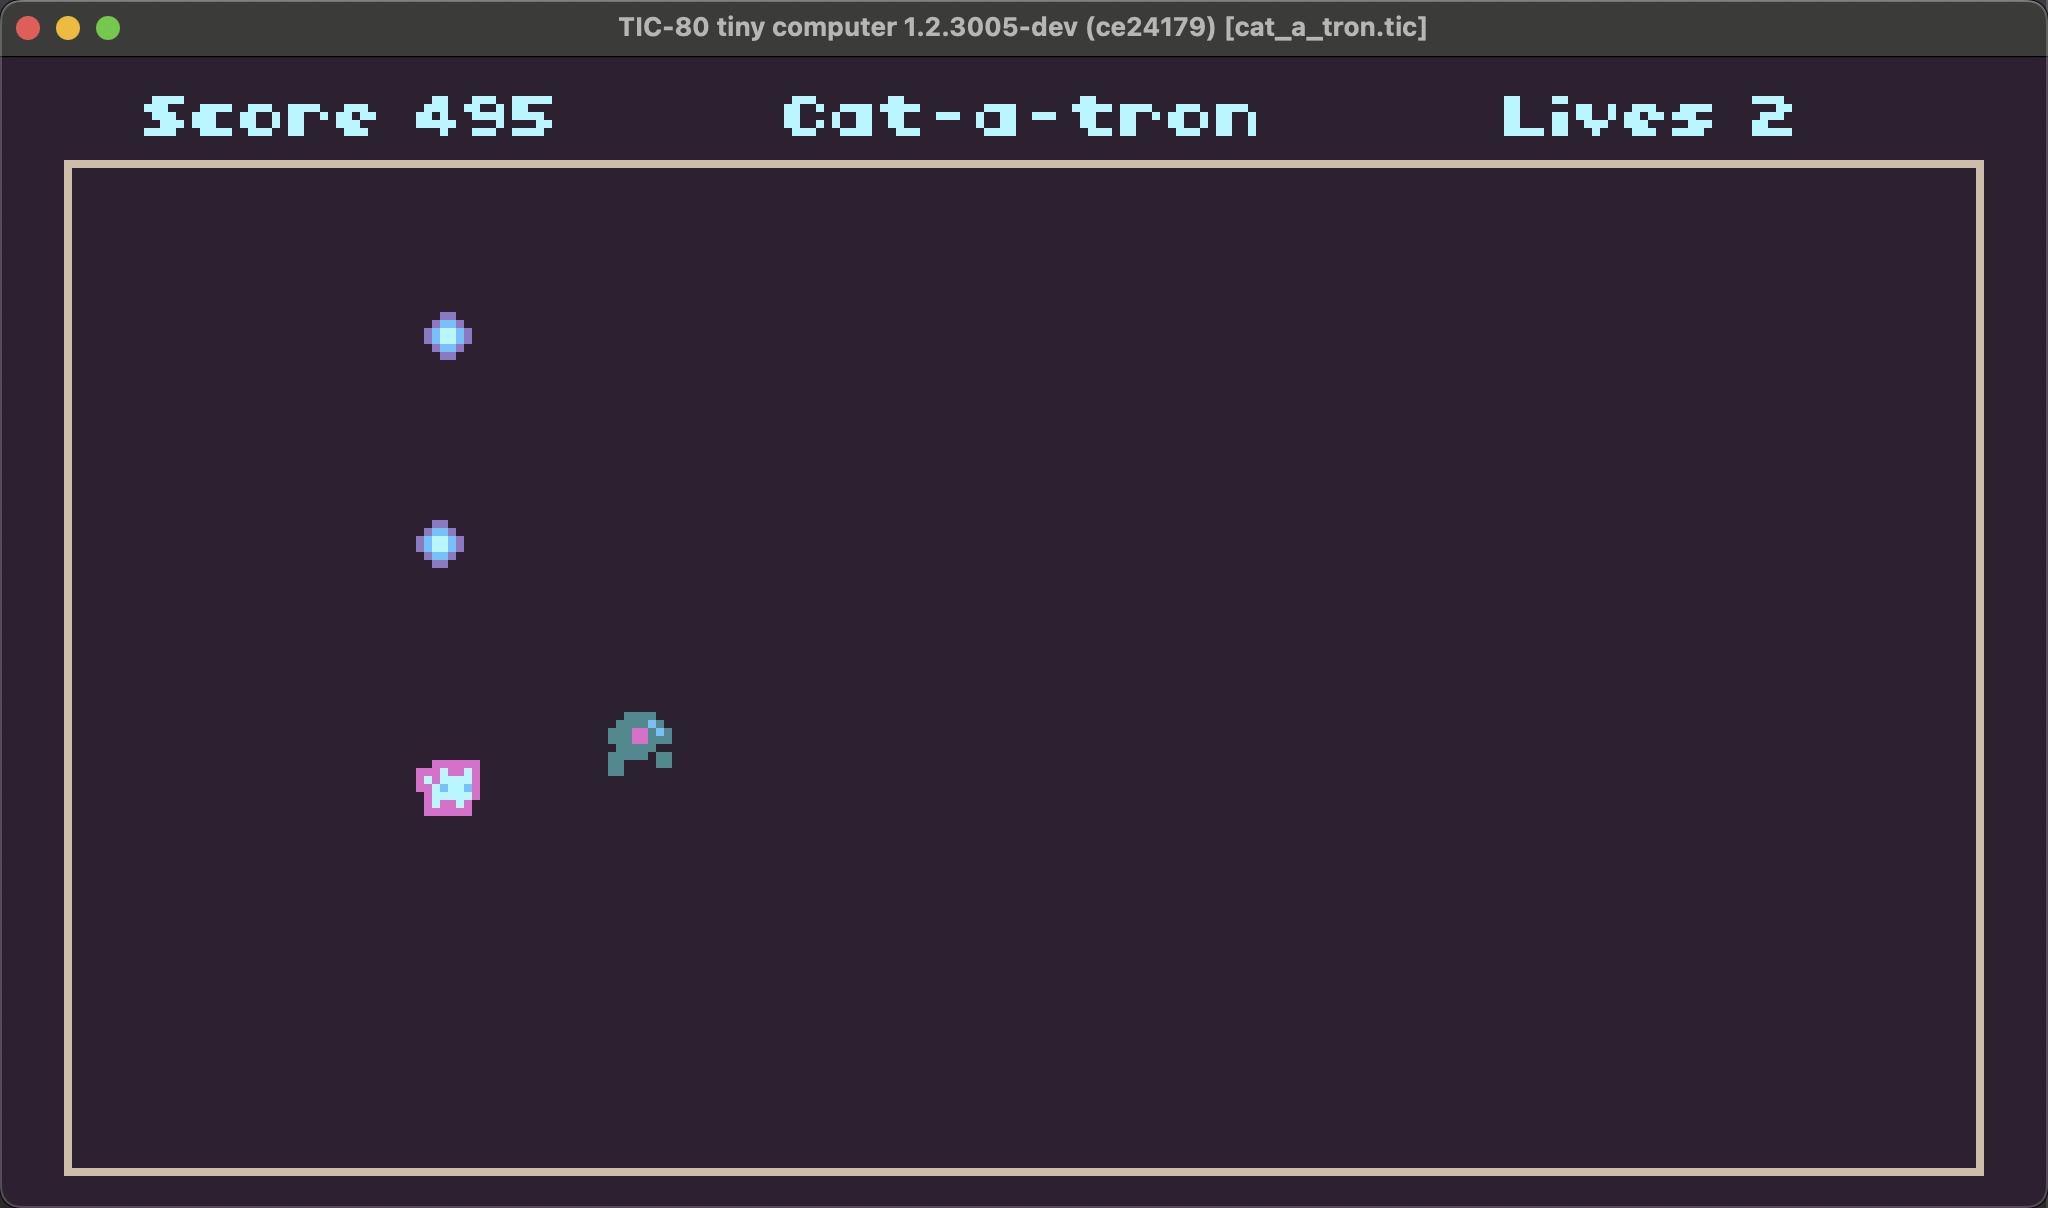 TIC-80 tiny computer 1.2.3005-dev (ce24179) [cat_a_tron.tic]
Score 495 Cat-a-tron Lives 2